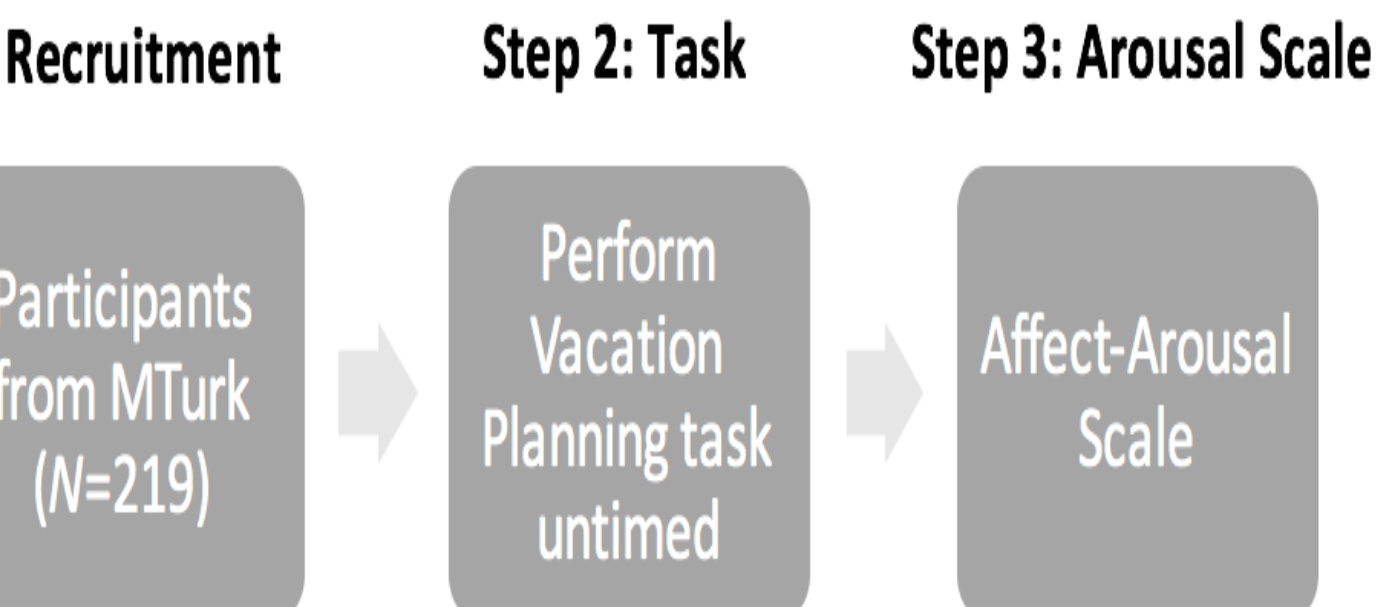 Recruitment
Step 2: Task
Step 3: Arousal Scale
Participants
from MTurk
(N=219)
Perform
Vacation
Planning task
untimed
Affect-Arousal
Scale